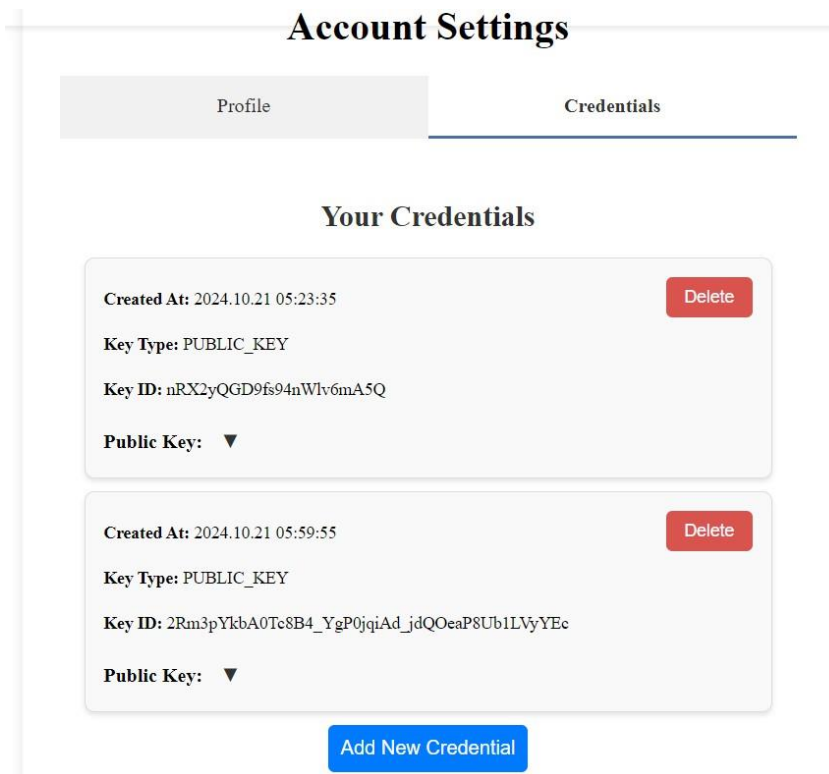 Account Settings
Profile
Credentials
Your Credentials
Created At: 2024.10.21 05:23:35
Delete
Key Type: PUBLIC_KEY
Key ID: nRX2yQGD9fs94nWlv6mA5Q
Public Key: ▼
Created At: 2024.10.21 05:59:55
Delete
Key Type: PUBLIC_KEY
Key ID: 2Rm3pYkbA0Tc8B4_YgP0jqiAd_jdQOeaP8Ub1LVyYEc
Public Key: ▼
Add New Credential